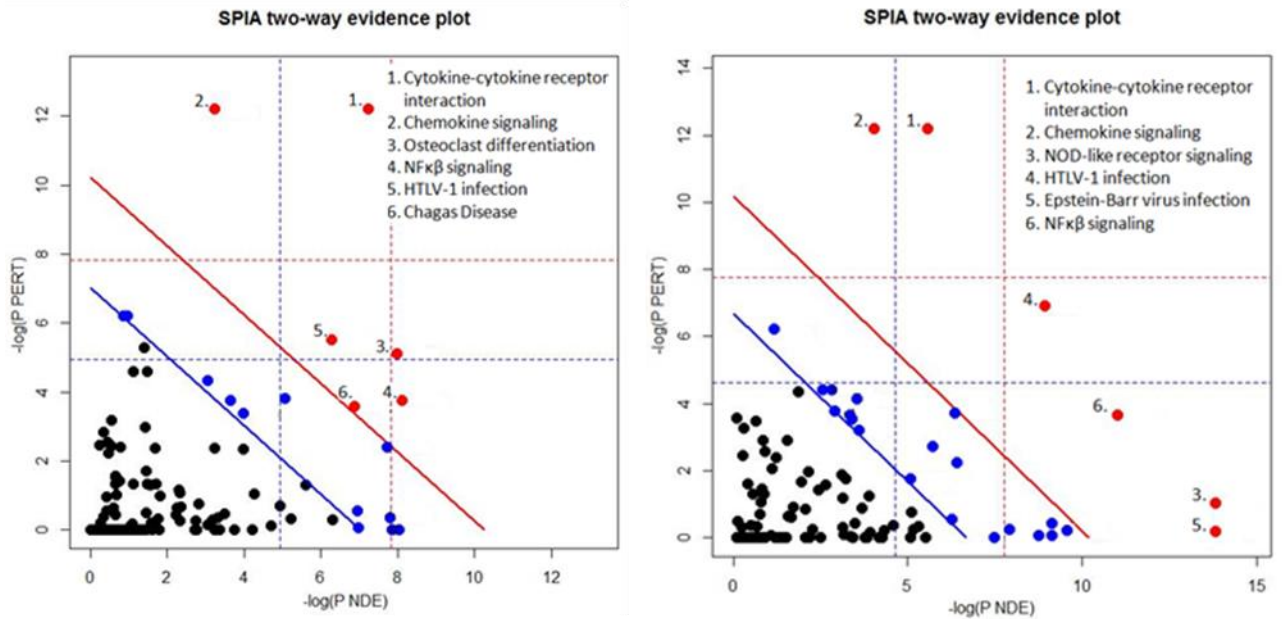 SPIA two-way evidence plot
1. Cytokine-cytokine receptor
interaction
2. Chemokine signaling
3. Osteoclast differentiation
4. NFκβ signaling
5. HTLV-1 infection
6. Chagas Disease
2.
1.
5.
3.
6.
4.
12
10
8
6
4
2
0
-log(P PERT)
0 2 4 6 8 10 12
-log(P NDE)
SPIA two-way evidence plot
1. Cytokine-cytokine receptor
interaction
2. Chemokine signaling
3. NOD-like receptor signaling
4. HTLV-1 infection
5. Epstein-Barr virus infection
6. NFκβ signaling
2.
1.
4.
6.
3.
5.
14
12
10
8
6
4
2
0
-log(P PERT)
0 5 10 15
-log(P NDE)